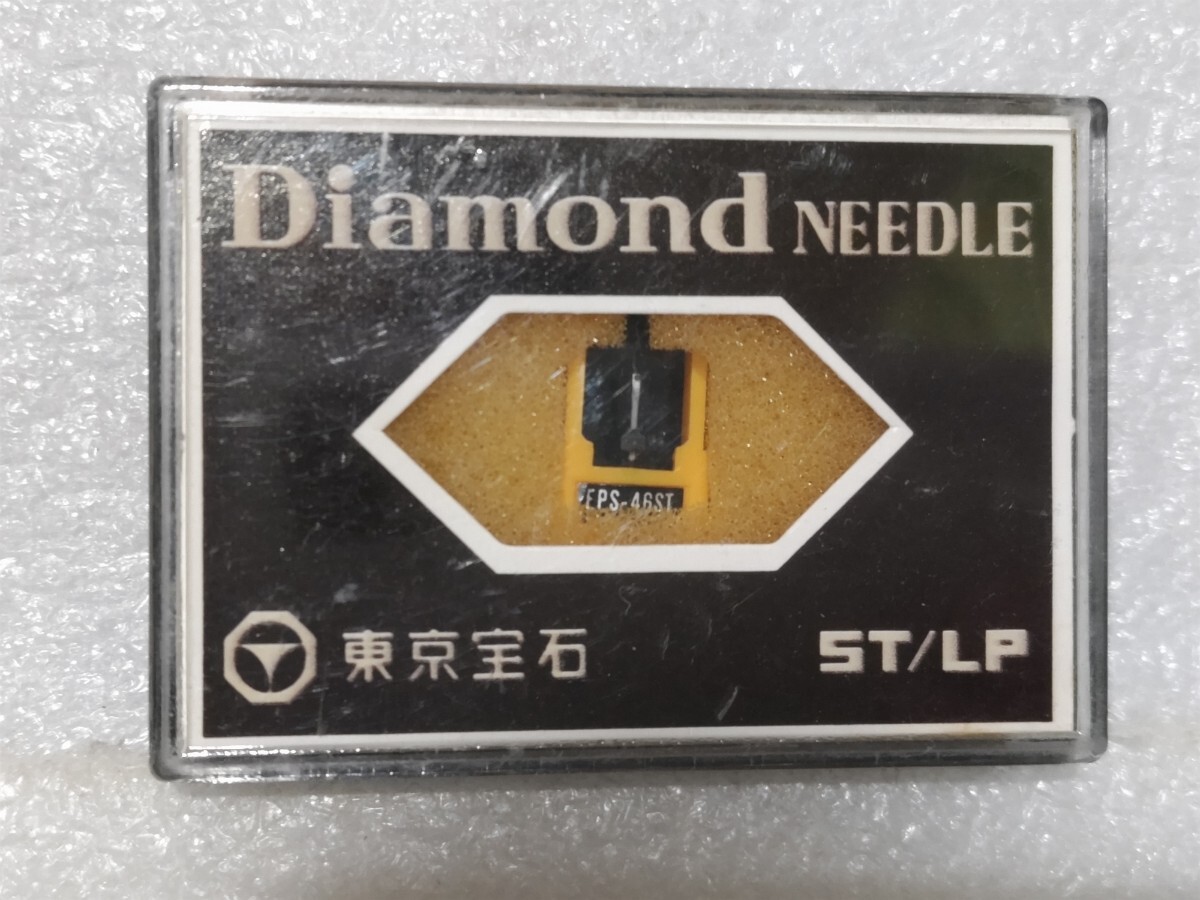 Diamond NEEDLE
EPS-46ST
東京宝石
ST/LP